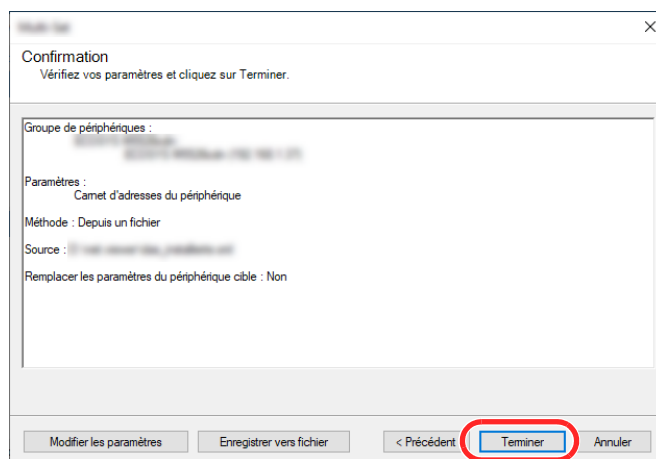 Confirmation
Vérifiez vos paramètres et cliquez sur Terminer.
Groupe de périphériques :
Paramètres :
Carnet d'adresses du périphérique
Méthode : Depuis un fichier
Source :
Remplacer les paramètres du périphérique cible : Non
Modifier les paramètres
Enregistrer vers fichier
< Précédent
Terminer
Annuler